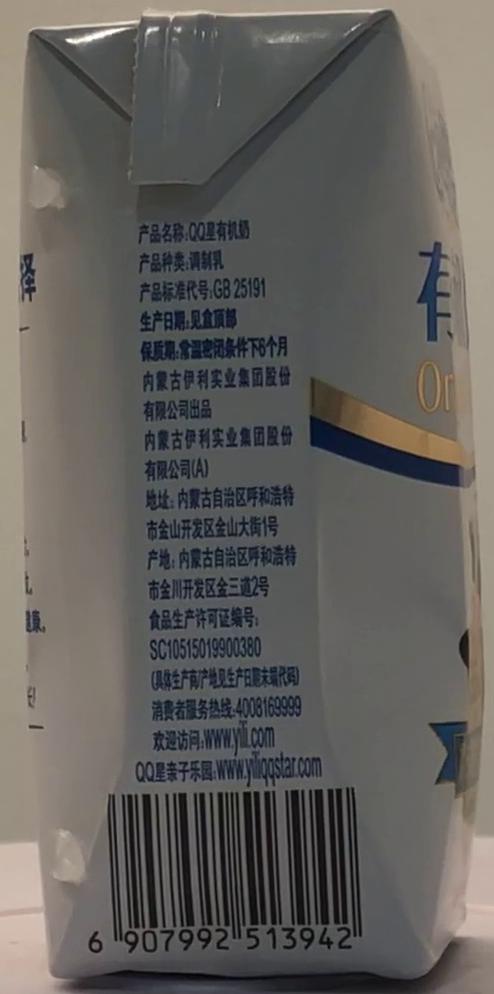 产品名称:QQ星有机奶
产品种类:调制乳
产品标准代号:GB 25191
生产日期:见盒顶部
保质期:常温密闭条件下6个月
内蒙古伊利实业集团股份
有限公司出品
内蒙古伊利实业集团股份
有限公司(A)
地址: 内蒙古自治区呼和浩特
市金山开发区金山大街1号
产地: 内蒙古自治区呼和浩特
市金川开发区金三道2号
食品生产许可证编号:
SC10515019900380
(具体生产商/产地见生产日期末端代码)
消费者服务热线:4008169999
欢迎访问:www.yili.com
QQ星亲子乐园:www.yiliqqstar.com
6 907992 513942
择
健康。
有
Or